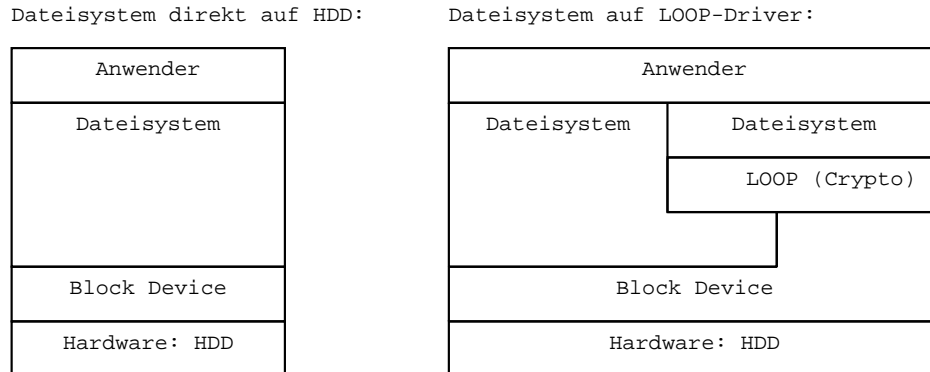 Dateisystem direkt auf HDD:
Dateisystem auf LOOP-Driver:
Anwender
Dateisystem
Block Device
Hardware: HDD
Anwender
Dateisystem
Dateisystem
LOOP (Crypto)
Block Device
Hardware: HDD